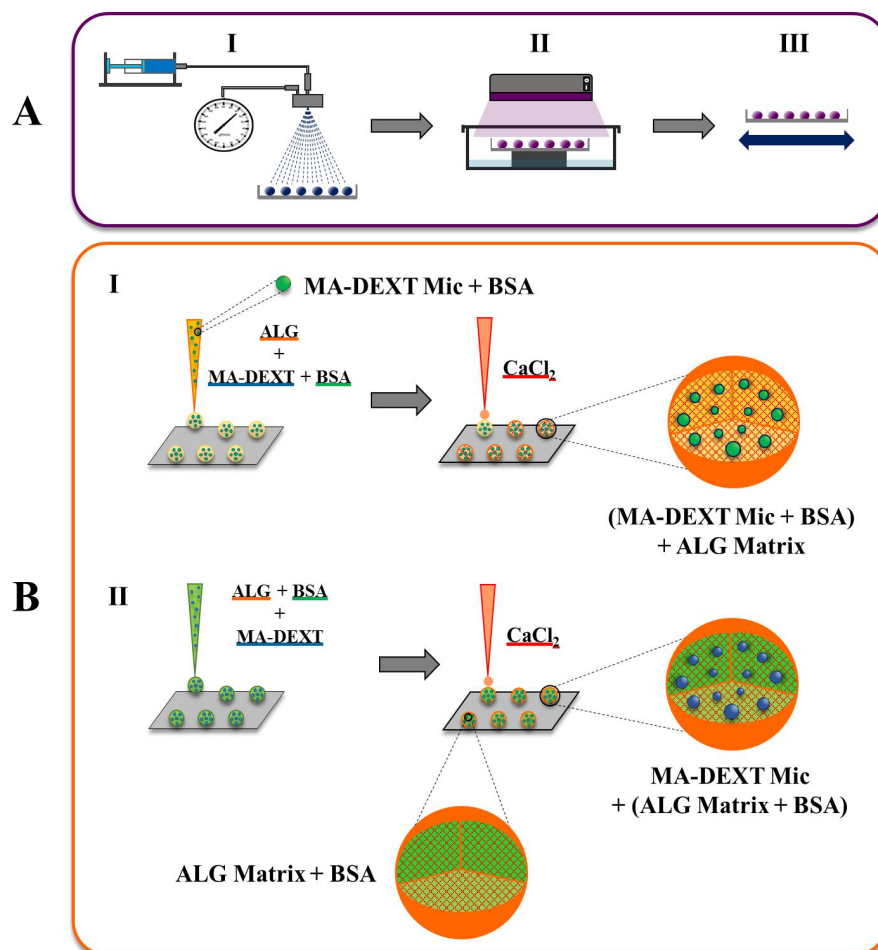 A
I
II
III
B
I
MA-DEXT Mic + BSA
ALG
+
MA-DEXT + BSA
CaCl₂
(MA-DEXT Mic + BSA)
+ ALG Matrix
II
ALG + BSA
+
MA-DEXT
CaCl₂
MA-DEXT Mic
+ (ALG Matrix + BSA)
ALG Matrix + BSA